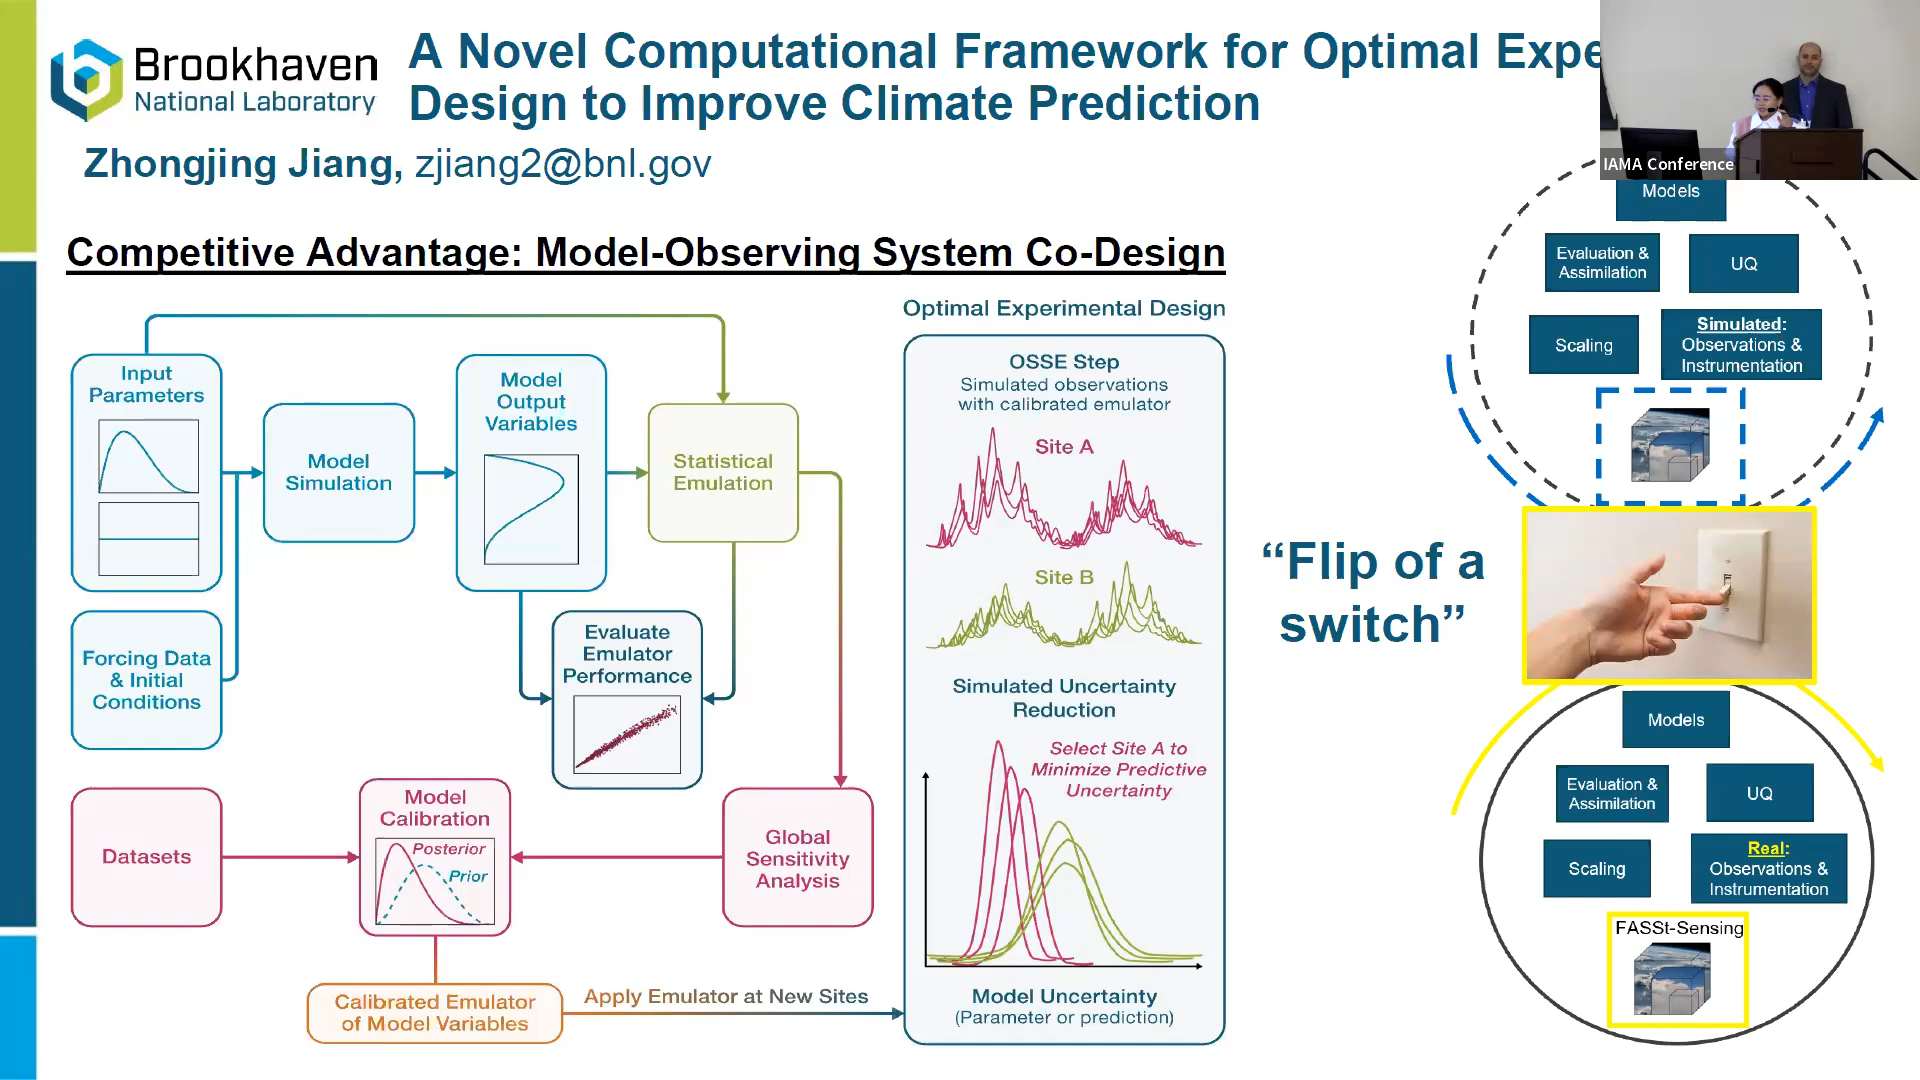 Brookhaven
National Laboratory
A Novel Computational Framework for Optimal Expe
Design to Improve Climate Prediction
Zhongjing Jiang, zjiang2@bnl.gov
IAMA Conference
Competitive Advantage: Model-Observing System Co-Design
Input
Parameters
Model
Simulation
Model
Output
Variables
Statistical
Emulation
Forcing Data
& Initial
Conditions
Evaluate
Emulator
Performance
Datasets
Model
Calibration
Posterior
Prior
Global
Sensitivity
Analysis
Calibrated Emulator
of Model Variables
Apply Emulator at New Sites
Optimal Experimental Design
OSSE Step
Simulated observations
with calibrated emulator
Site A
Site B
Simulated Uncertainty
Reduction
Select Site A to
Minimize Predictive
Uncertainty
Model Uncertainty
(Parameter or prediction)
“Flip of a
switch”
Models
Evaluation &
Assimilation
UQ
Scaling
Simulated:
Observations &
Instrumentation
Models
Evaluation &
Assimilation
UQ
Scaling
Real:
Observations &
Instrumentation
FASSt-Sensing